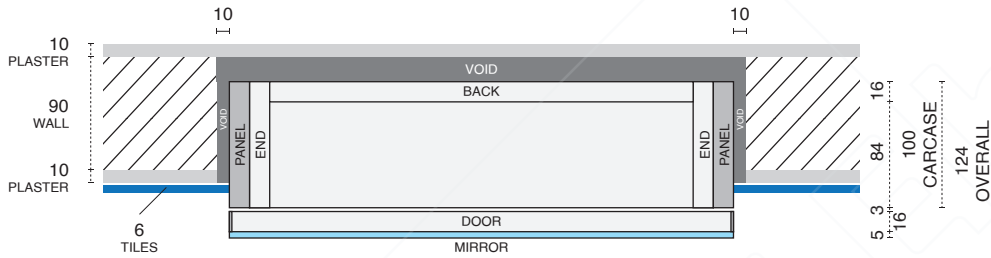 10
10
10
PLASTER
VOID
BACK
90
WALL
VOID
PANEL
END
END
PANEL
VOID
16
84
100
CARCASE
124
OVERALL
10
PLASTER
3
16
5
DOOR
6
TILES
MIRROR